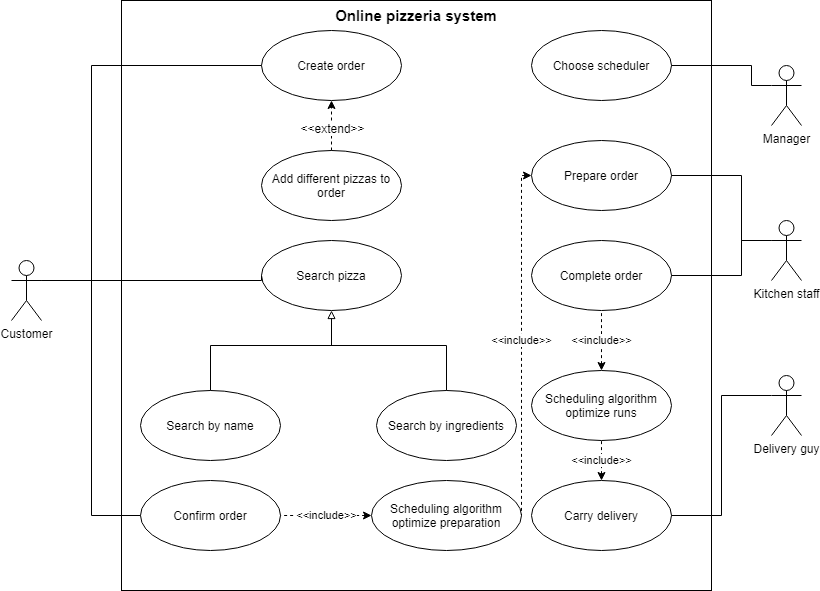 Online pizzeria system
Create order
Choose scheduler
<<extend>>
Manager
Add different pizzas to
order
Prepare order
Search pizza
Complete order
Kitchen staff
Customer
<<include>>
<<include>>
Search by name
Search by ingredients
Scheduling algorithm
optimize runs
Delivery guy
<<include>>
Confirm order
<<include>>
Scheduling algorithm
optimize preparation
Carry delivery